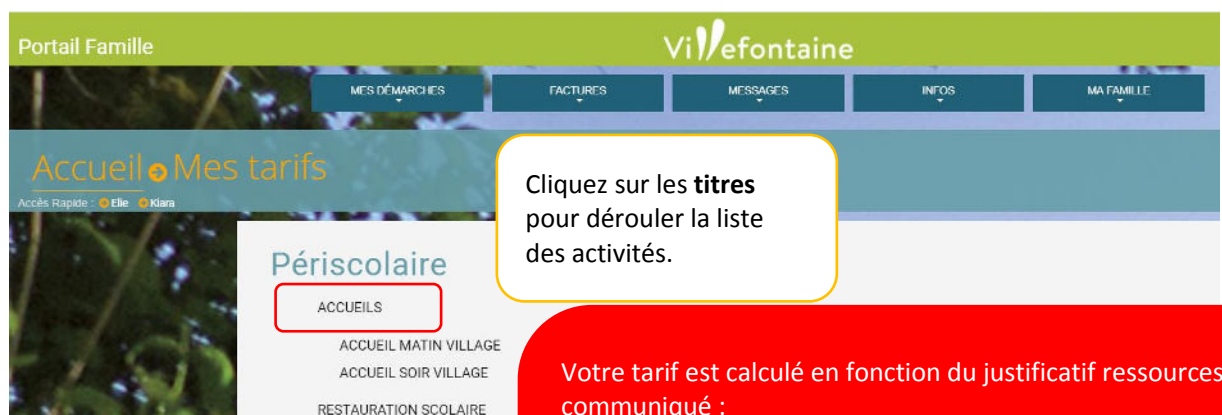 Portail Famille
Villefontaine
MES DÉMARCHES
FACTURES
MESSAGES
INFOS
MA FAMILLE
Accueil Mes tarifs
Accès Rapide : Elie Kiara
Cliquez sur les titres
pour dérouler la liste
des activités.
Périscolaire
ACCUEILS
ACCUEIL MATIN VILLAGE
ACCUEIL SOIR VILLAGE
RESTAURATION SCOLAIRE
Votre tarif est calculé en fonction du justificatif ressources
communiqué :